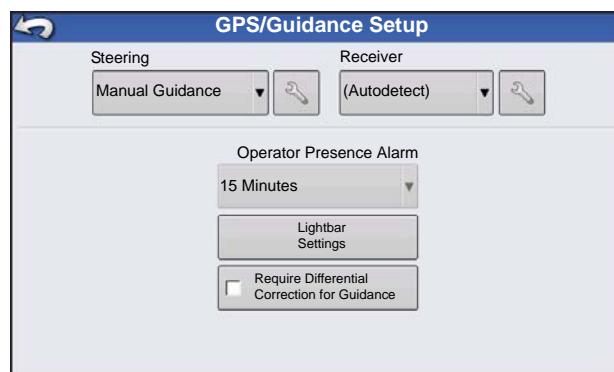 GPS/Guidance Setup
Steering
Receiver
Manual Guidance
(Autodetect)
Operator Presence Alarm
15 Minutes
Lightbar
Settings
Require Differential
Correction for Guidance